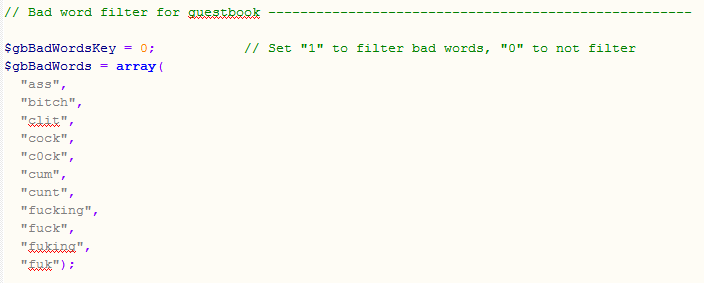 // Bad word filter for guestbook -----------------------------------------------------
$gbBadWordsKey = 0;           // Set "1" to filter bad words, "0" to not filter
$gbBadWords = array(
  "ass",
  "bitch",
  "clit",
  "cock",
  "c0ck",
  "cum",
  "cunt",
  "fucking",
  "fuck",
  "fuking",
  "fuk");